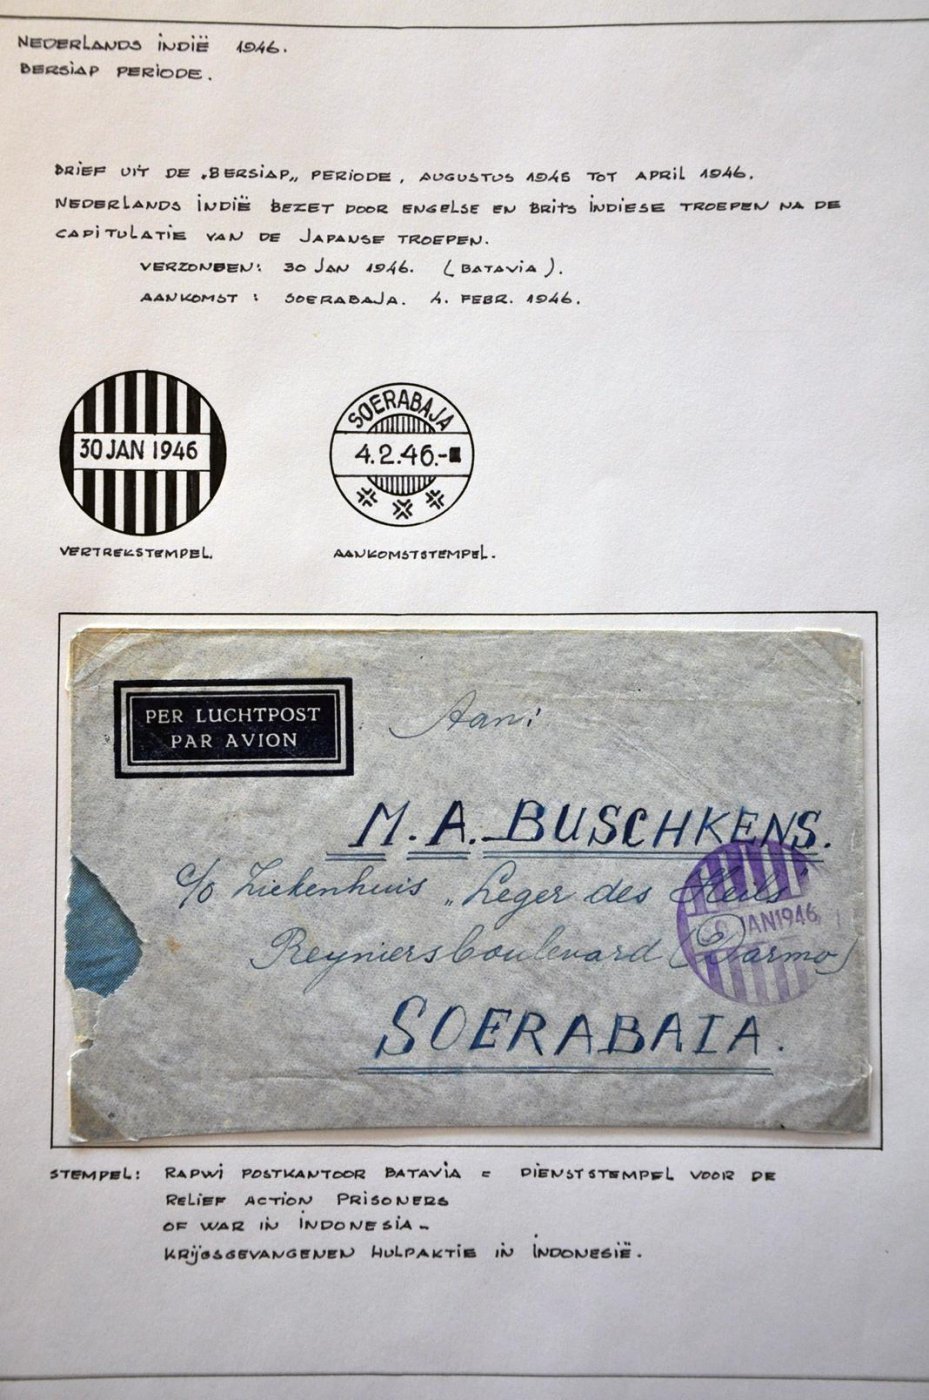 NEDERLANDS INDIË 1946.
BERSIAP PERIODE.
BRIEF UIT DE „BERSIAP„ PERIODE, AUGUSTUS 1945 TOT APRIL 1946.
NEDERLANDS INDIË BEZET DOOR ENGELSE EN BRITS INDIESE TROEPEN NA DE
CAPITULATIE VAN DE JAPANSE TROEPEN.
VERZONDEN: 30 JAN 1946. (BATAVIA).
AANKOMST : SOERABAJA. 4. FEBR. 1946.
30 JAN 1946
SOERABAJA
4.2.46.-
VERTREKSTEMPEL.
AANKOMSTSTEMPEL.
PER LUCHTPOST
PAR AVION
Aan:
M. A. BUSCHKENS.
c/o Ziekenhuis „Leger des Heils"
JAN 1946
Reyniersboulevard (Darmo)
SOERABAIA.
STEMPEL: RAPWI POSTKANTOOR BATAVIA = DIENSTSTEMPEL VOOR DE
RELIEF ACTION PRISONERS
OF WAR IN INDONESIA -
KRIJGSGEVANGENEN HULPAKTIE IN INDONESIË.